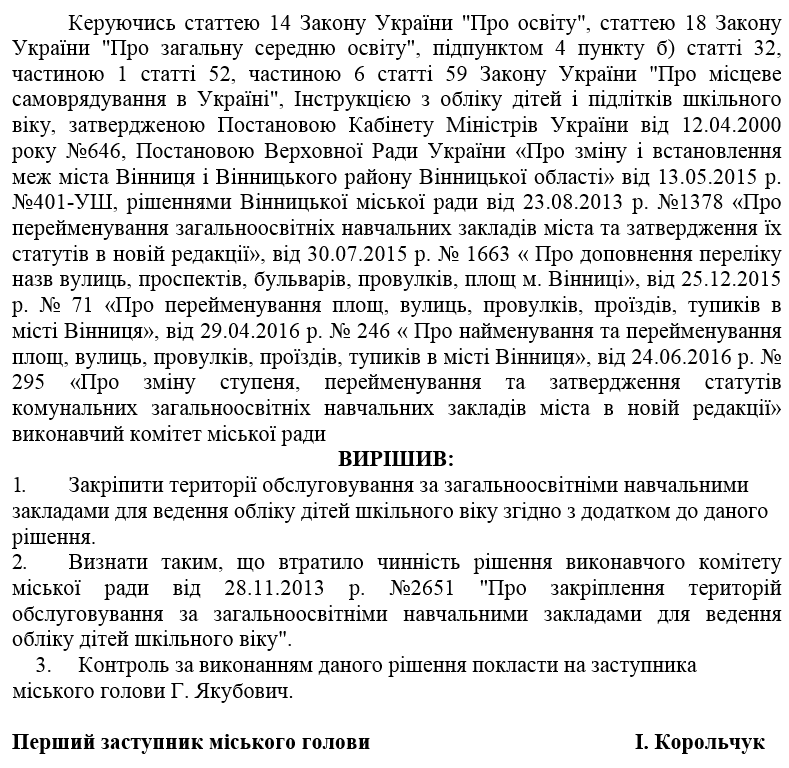 Керуючись статтею 14 Закону України "Про освіту", статтею 18 Закону
України "Про загальну середню освіту", підпунктом 4 пункту б) статті 32,
частиною 1 статті 52, частиною 6 статті 59 Закону України "Про місцеве
самоврядування в Україні", Інструкцією з обліку дітей і підлітків шкільного
віку, затвердженою Постановою Кабінету Міністрів України від 12.04.2000
року №646, Постановою Верховної Ради України «Про зміну і встановлення
меж міста Вінниця і Вінницького району Вінницької області» від 13.05.2015 р.
№401-УШ, рішеннями Вінницької міської ради від 23.08.2013 р. №1378 «Про
перейменування загальноосвітніх навчальних закладів міста та затвердження їх
статутів в новій редакції», від 30.07.2015 р. № 1663 « Про доповнення переліку
назв вулиць, проспектів, бульварів, провулків, площ м. Вінниці», від 25.12.2015
р. № 71 «Про перейменування площ, вулиць, провулків, проїздів, тупиків в
місті Вінниця», від 29.04.2016 р. № 246 « Про найменування та перейменування
площ, вулиць, провулків, проїздів, тупиків в місті Вінниця», від 24.06.2016 р. №
295 «Про зміну ступеня, перейменування та затвердження статутів
комунальних загальноосвітніх навчальних закладів міста в новій редакції»
виконавчий комітет міської ради
ВИРІШИВ:
1. Закріпити території обслуговування за загальноосвітніми навчальними
закладами для ведення обліку дітей шкільного віку згідно з додатком до даного
рішення.
2. Визнати таким, що втратило чинність рішення виконавчого комітету
міської ради від 28.11.2013 р. №2651 "Про закріплення територій
обслуговування за загальноосвітніми навчальними закладами для ведення
обліку дітей шкільного віку".
3. Контроль за виконанням даного рішення покласти на заступника
міського голови Г. Якубович.
Перший заступник міського голови І. Корольчук